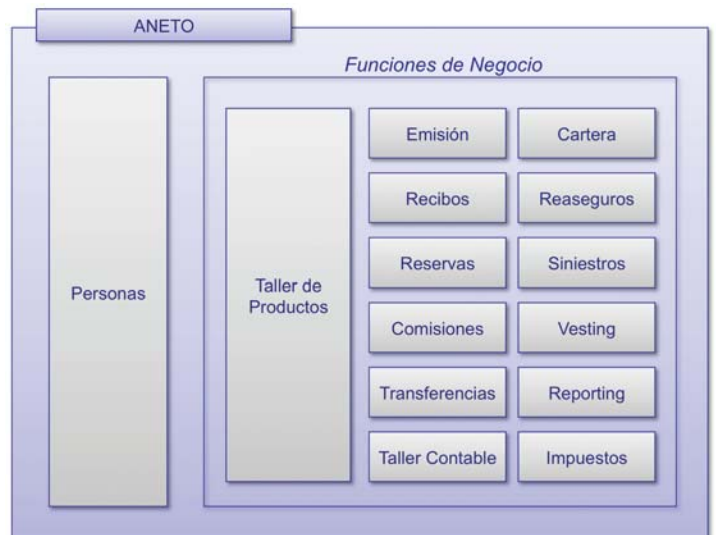 ANETO
Funciones de Negocio
Personas
Taller de
Productos
Emisión
Cartera
Recibos
Reaseguros
Reservas
Siniestros
Comisiones
Vesting
Transferencias
Reporting
Taller Contable
Impuestos